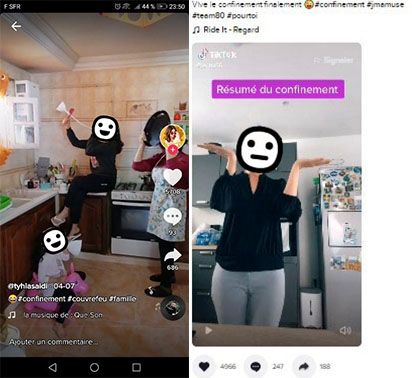 F SFR
44 % 23:50
5208
93
686
@tyhlasaidi 04-07
#confinement #couvrefeu #famille
la musique de: Que Son
Ajouter un commentaire...
Vive le confinement finalement #confinement #jmamuse
#team80 #pourtoi
Ride It - Regard
TikTok
Signaler
Résumé du confinement
4966
247
188